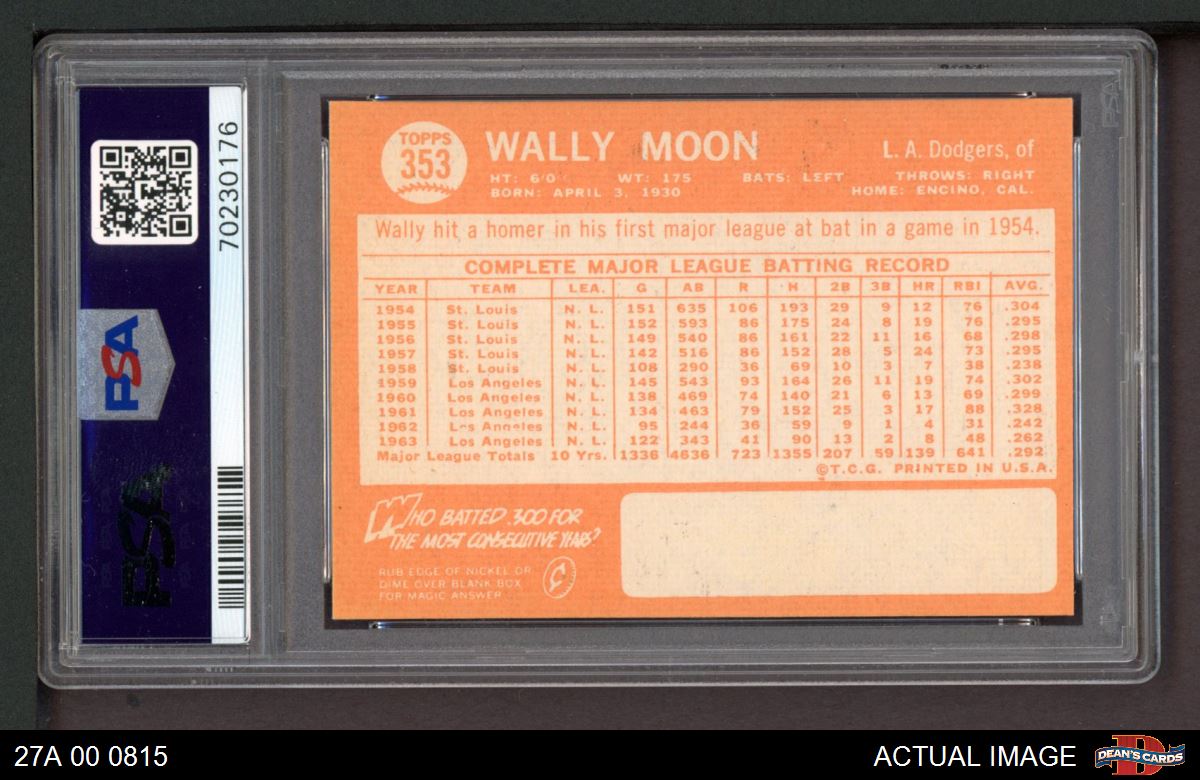 70230176
PSA
PSA
TOPPS
353
WALLY MOON
L. A. Dodgers, of
HT: 6'0" WT: 175 BATS: LEFT THROWS: RIGHT
BORN: APRIL 3, 1930 HOME: ENCINO, CAL.
Wally hit a homer in his first major league at bat in a game in 1954.
COMPLETE MAJOR LEAGUE BATTING RECORD
YEAR TEAM LEA. G AB R H 2B 3B HR RBI AVG.
1954 St. Louis N. L. 151 635 106 193 29 9 12 76 .304
1955 St. Louis N. L. 152 593 86 175 24 8 19 76 .295
1956 St. Louis N. L. 149 540 86 161 22 11 16 68 .298
1957 St. Louis N. L. 142 516 86 152 28 5 24 73 .295
1958 St. Louis N. L. 108 290 36 69 10 3 7 38 .238
1959 Los Angeles N. L. 145 543 93 164 26 11 19 74 .302
1960 Los Angeles N. L. 138 469 74 140 21 6 13 69 .299
1961 Los Angeles N. L. 134 463 79 152 25 3 17 88 .328
1962 Los Angeles N. L. 95 244 36 59 9 1 4 31 .242
1963 Los Angeles N. L. 122 343 41 90 13 2 8 48 .262
Major League Totals 10 Yrs. 1336 4636 723 1355 207 59 139 641 .292
©T.C.G. PRINTED IN U.S.A.
WHO BATTED .300 FOR
THE MOST CONSECUTIVE YEARS?
RUB EDGE OF NICKEL OR
DIME OVER BLANK BOX
FOR MAGIC ANSWER
27A 00 0815
ACTUAL IMAGE
DEAN'S CARDS